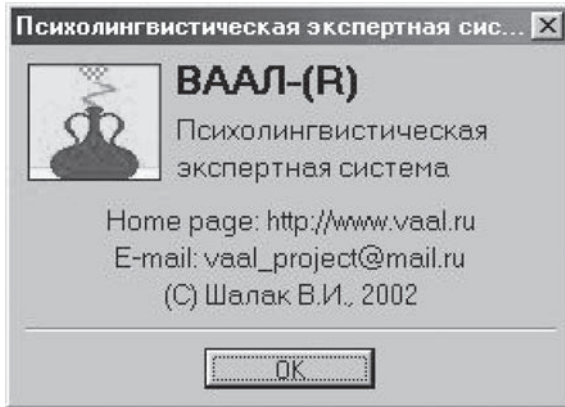 Психолингвистическая экспертная сис...
ВААЛ-(R)
Психолингвистическая
экспертная система
Home page: http://www.vaal.ru
E-mail: vaal_project@mail.ru
(C) Шалак В.И., 2002
OK